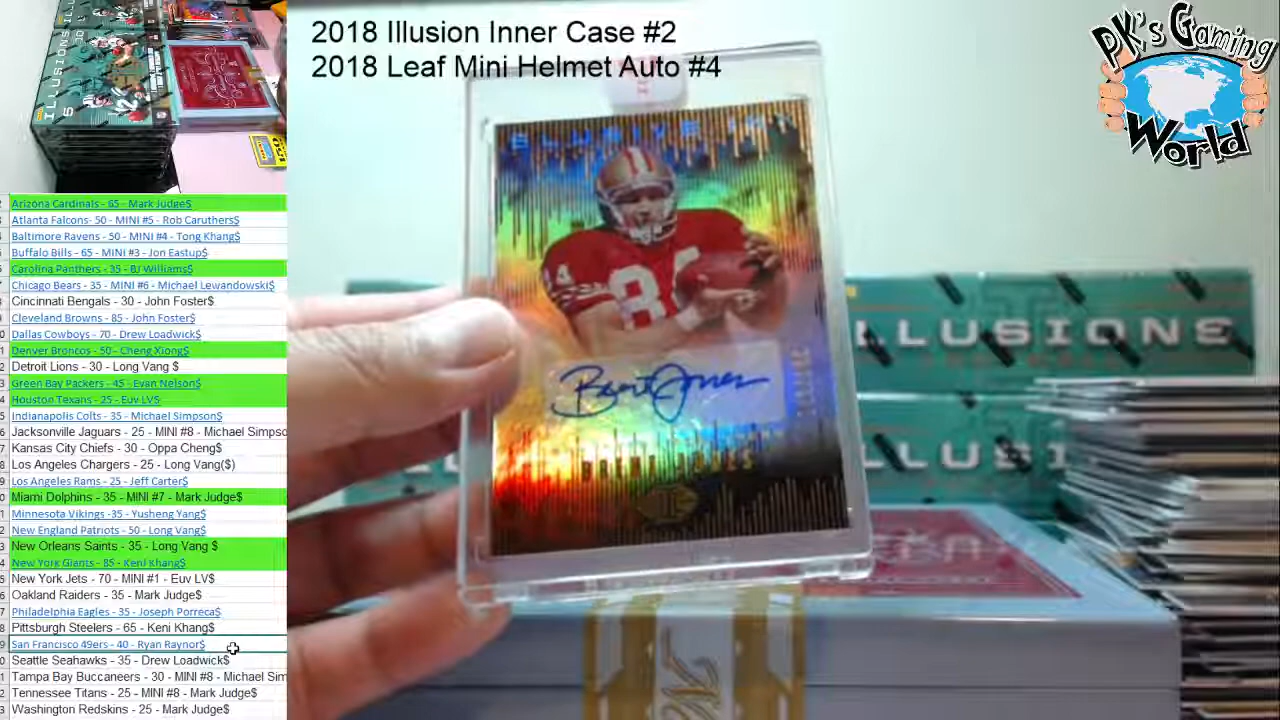 2018 Illusion Inner Case #2
2018 Leaf Mini Helmet Auto #4
PK's Gaming
World
ILLUSIONS
Arizona Cardinals - 65 - Mark Judge$
Atlanta Falcons- 50 - MINI #5 - Rob Caruthers$
Baltimore Ravens - 50 - MINI #4 - Tong Khang$
Buffalo Bills - 65 - MINI #3 - Jon Eastup$
Carolina Panthers - 35 - BJ Williams$
Chicago Bears - 35 - MINI #6 - Michael Lewandowski$
Cincinnati Bengals - 30 - John Foster$
Cleveland Browns - 85 - John Foster$
Dallas Cowboys - 70 - Drew Loadwick$
Denver Broncos - 50 - Cheng Xiong$
Detroit Lions - 30 - Long Vang $
Green Bay Packers - 45 - Evan Nelson$
Houston Texans - 25 - Euv LV$
Indianapolis Colts - 35 - Michael Simpson$
Jacksonville Jaguars - 25 - MINI #8 - Michael Simpso
Kansas City Chiefs - 30 - Oppa Cheng$
Los Angeles Chargers - 25 - Long Vang($)
Los Angeles Rams - 25 - Jeff Carter$
Miami Dolphins - 35 - MINI #7 - Mark Judge$
Minnesota Vikings -35 - Yusheng Yang$
New England Patriots - 50 - Long Vang$
New Orleans Saints - 35 - Long Vang $
New York Giants - 85 - Keni Khang$
New York Jets - 70 - MINI #1 - Euv LV$
Oakland Raiders - 35 - Mark Judge$
Philadelphia Eagles - 35 - Joseph Porreca$
Pittsburgh Steelers - 65 - Keni Khang$
San Francisco 49ers - 40 - Ryan Raynor$
Seattle Seahawks - 35 - Drew Loadwick$
Tampa Bay Buccaneers - 30 - MINI #8 - Michael Sim
Tennessee Titans - 25 - MINI #8 - Mark Judge$
Washington Redskins - 25 - Mark Judge$
ELUSIVE INK
84
Brent Jones
BRENT JONES
ILLUSIONS
ILLUSI